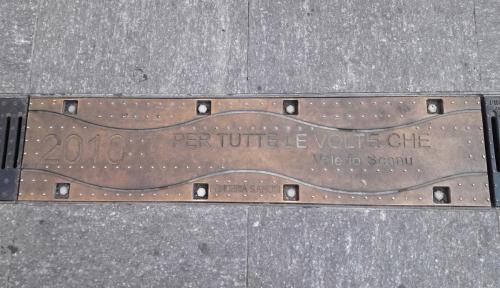 2010
PER TUTTE LE VOLTE CHE
Valerio Scanu